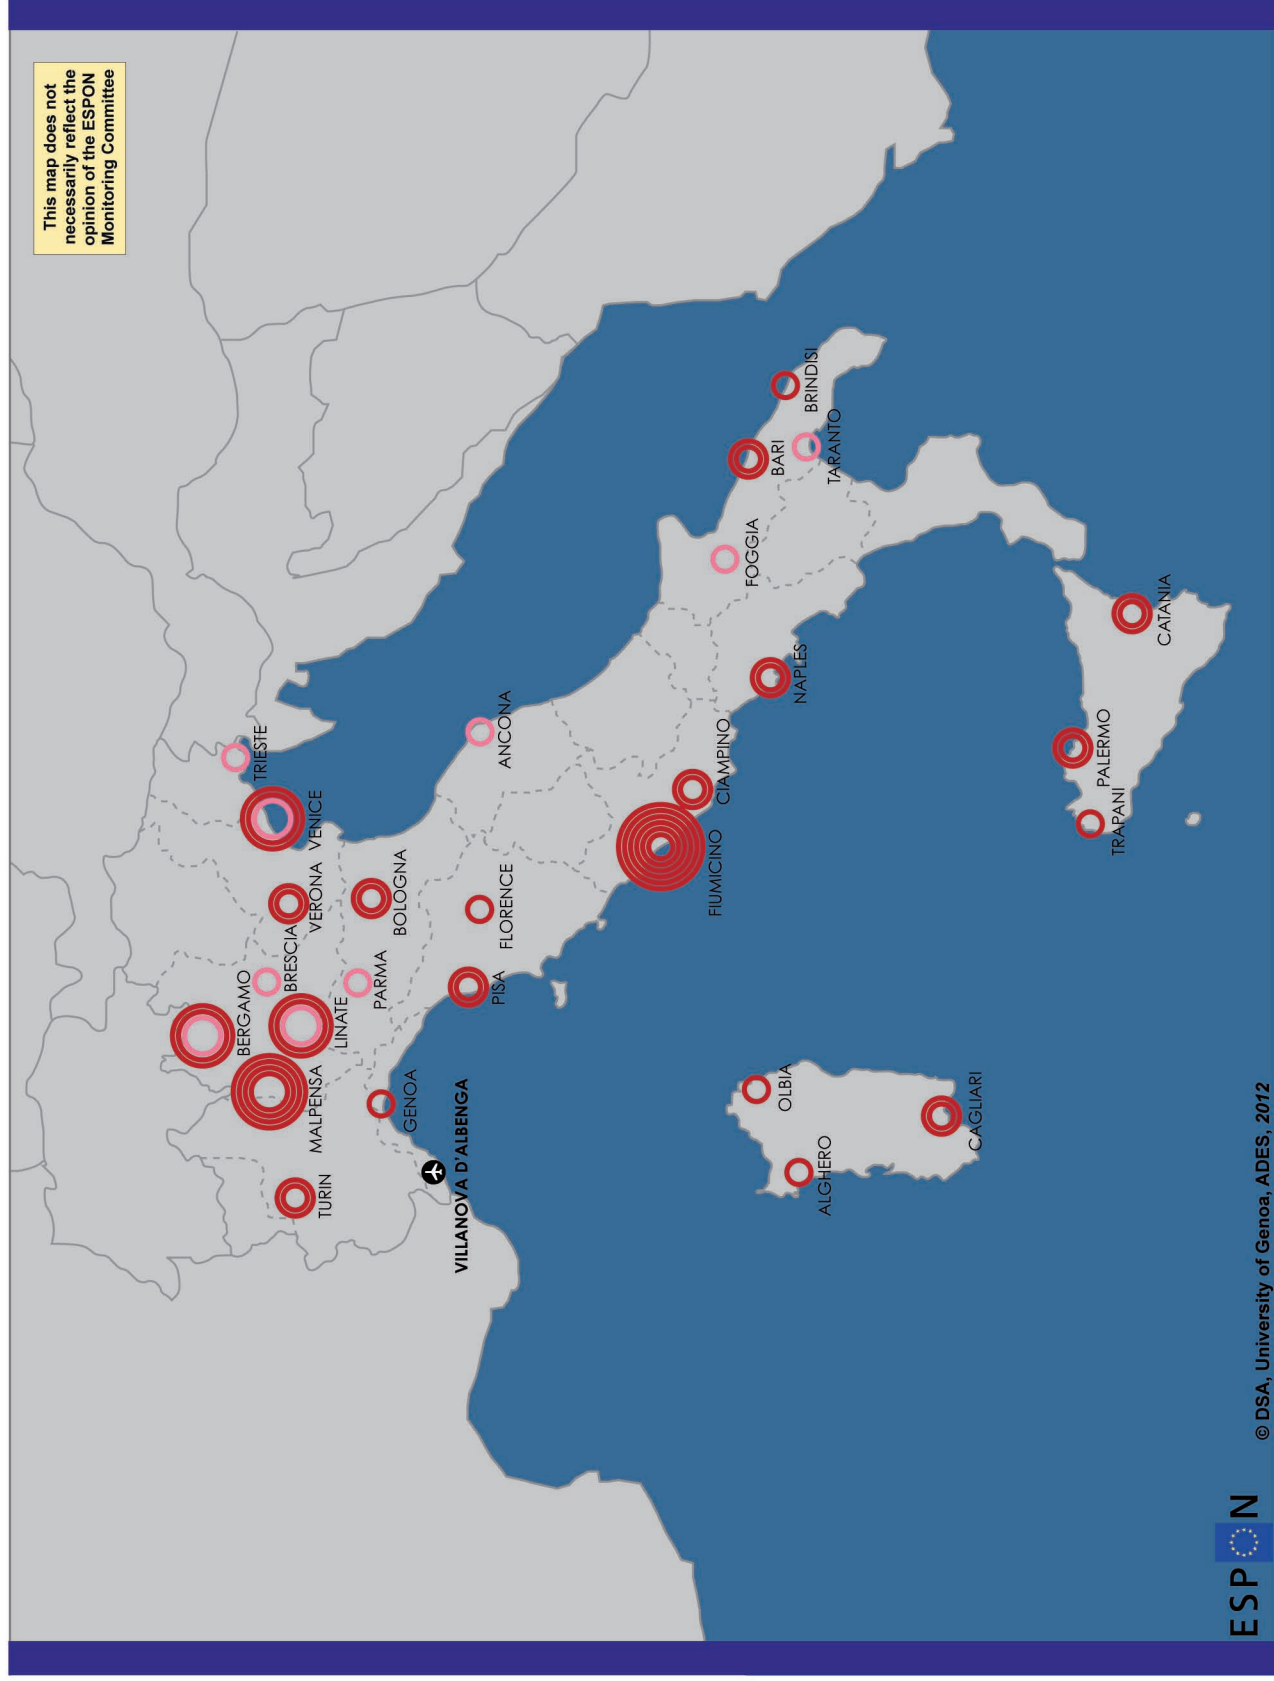 This map does not
necessarily reflect the
opinion of the ESPON
Monitoring Committee
TRIESTE
VENICE
VERONA
BRESCIA
BERGAMO
LINATE
MALPENSA
TURIN
PARMA
BOLOGNA
GENOA
VILLANOVA D'ALBENGA
PISA
FLORENCE
ANCONA
FIUMICINO
CIAMPINO
NAPLES
FOGGIA
BARI
BRINDISI
TARANTO
OLBIA
ALGHERO
CAGLIARI
TRAPANI
PALERMO
CATANIA
ESPON
© DSA, University of Genoa, ADES, 2012